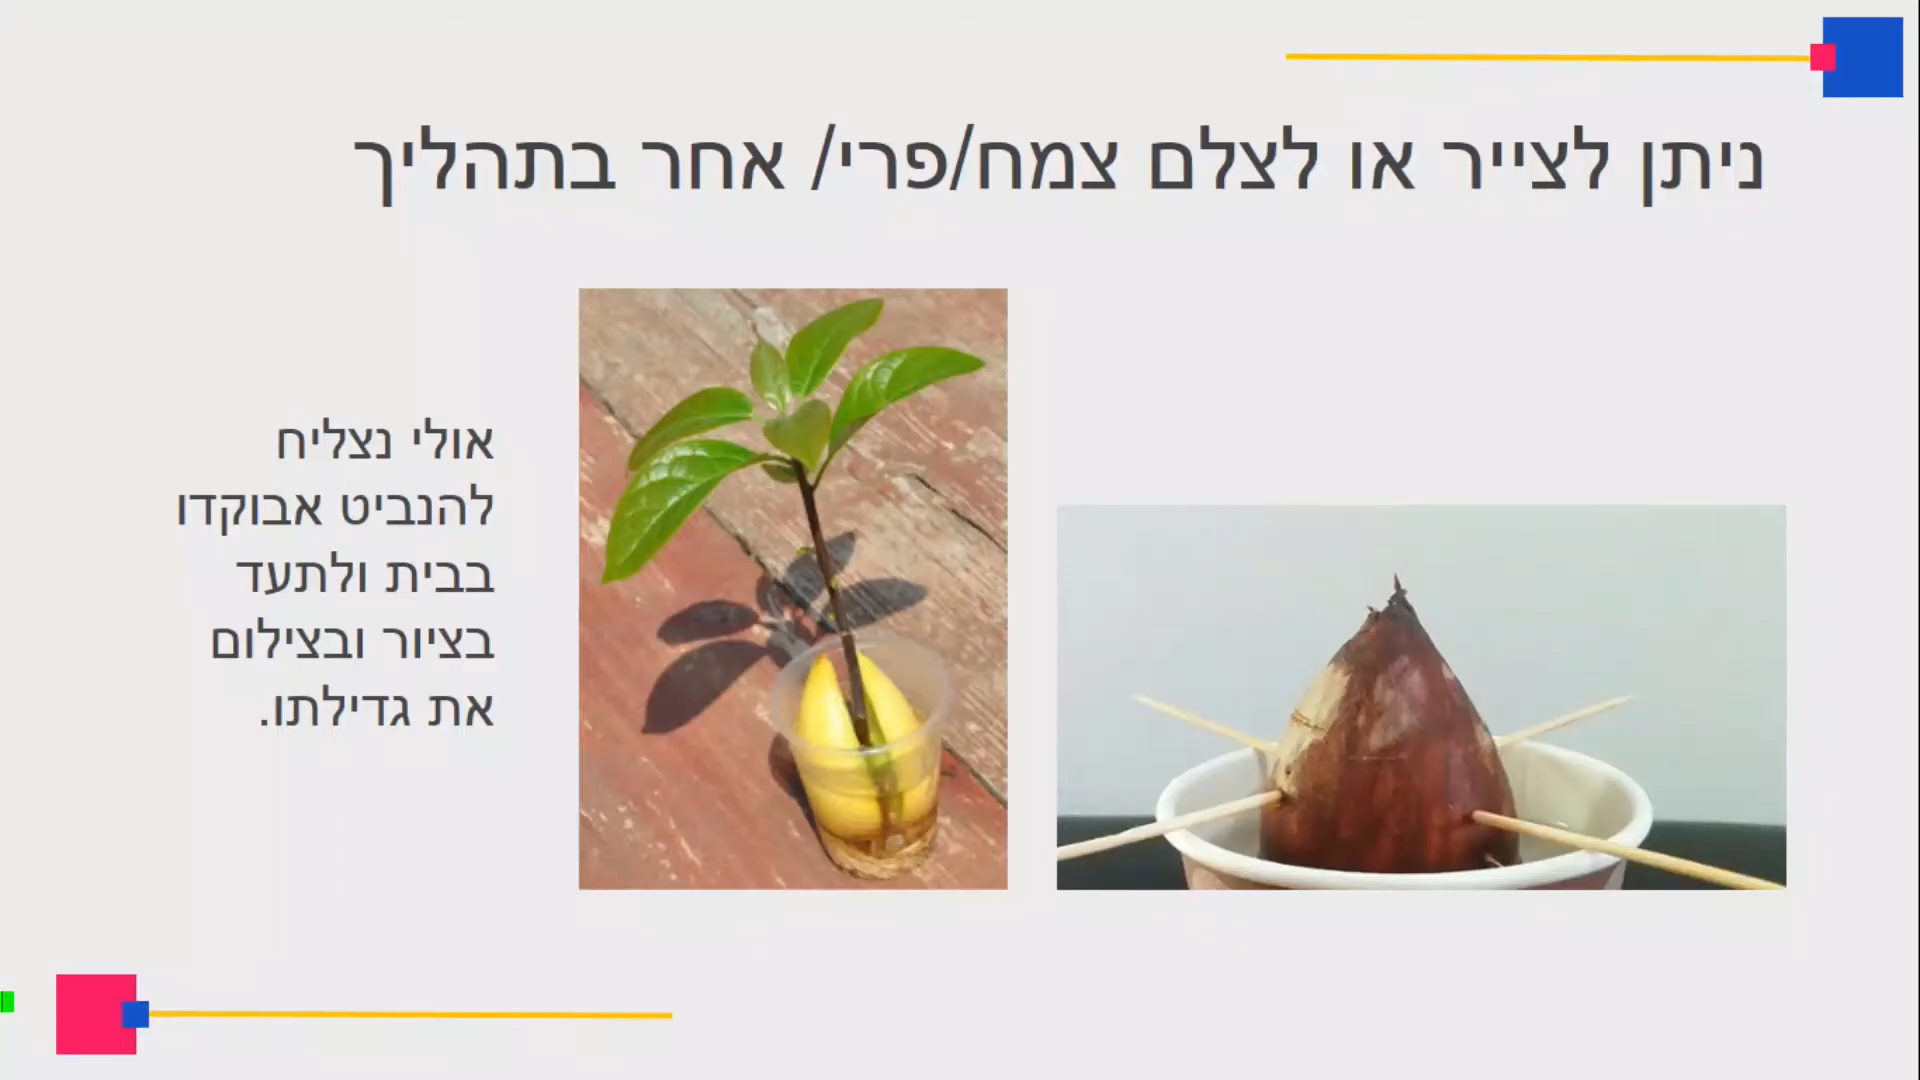 ניתן לצייר או לצלם צמח/פרי/ אחר בתהליך
אולי נצליח
להנביט אבוקדו
בבית ולתעד
בציור ובצילום
את גדילתו.